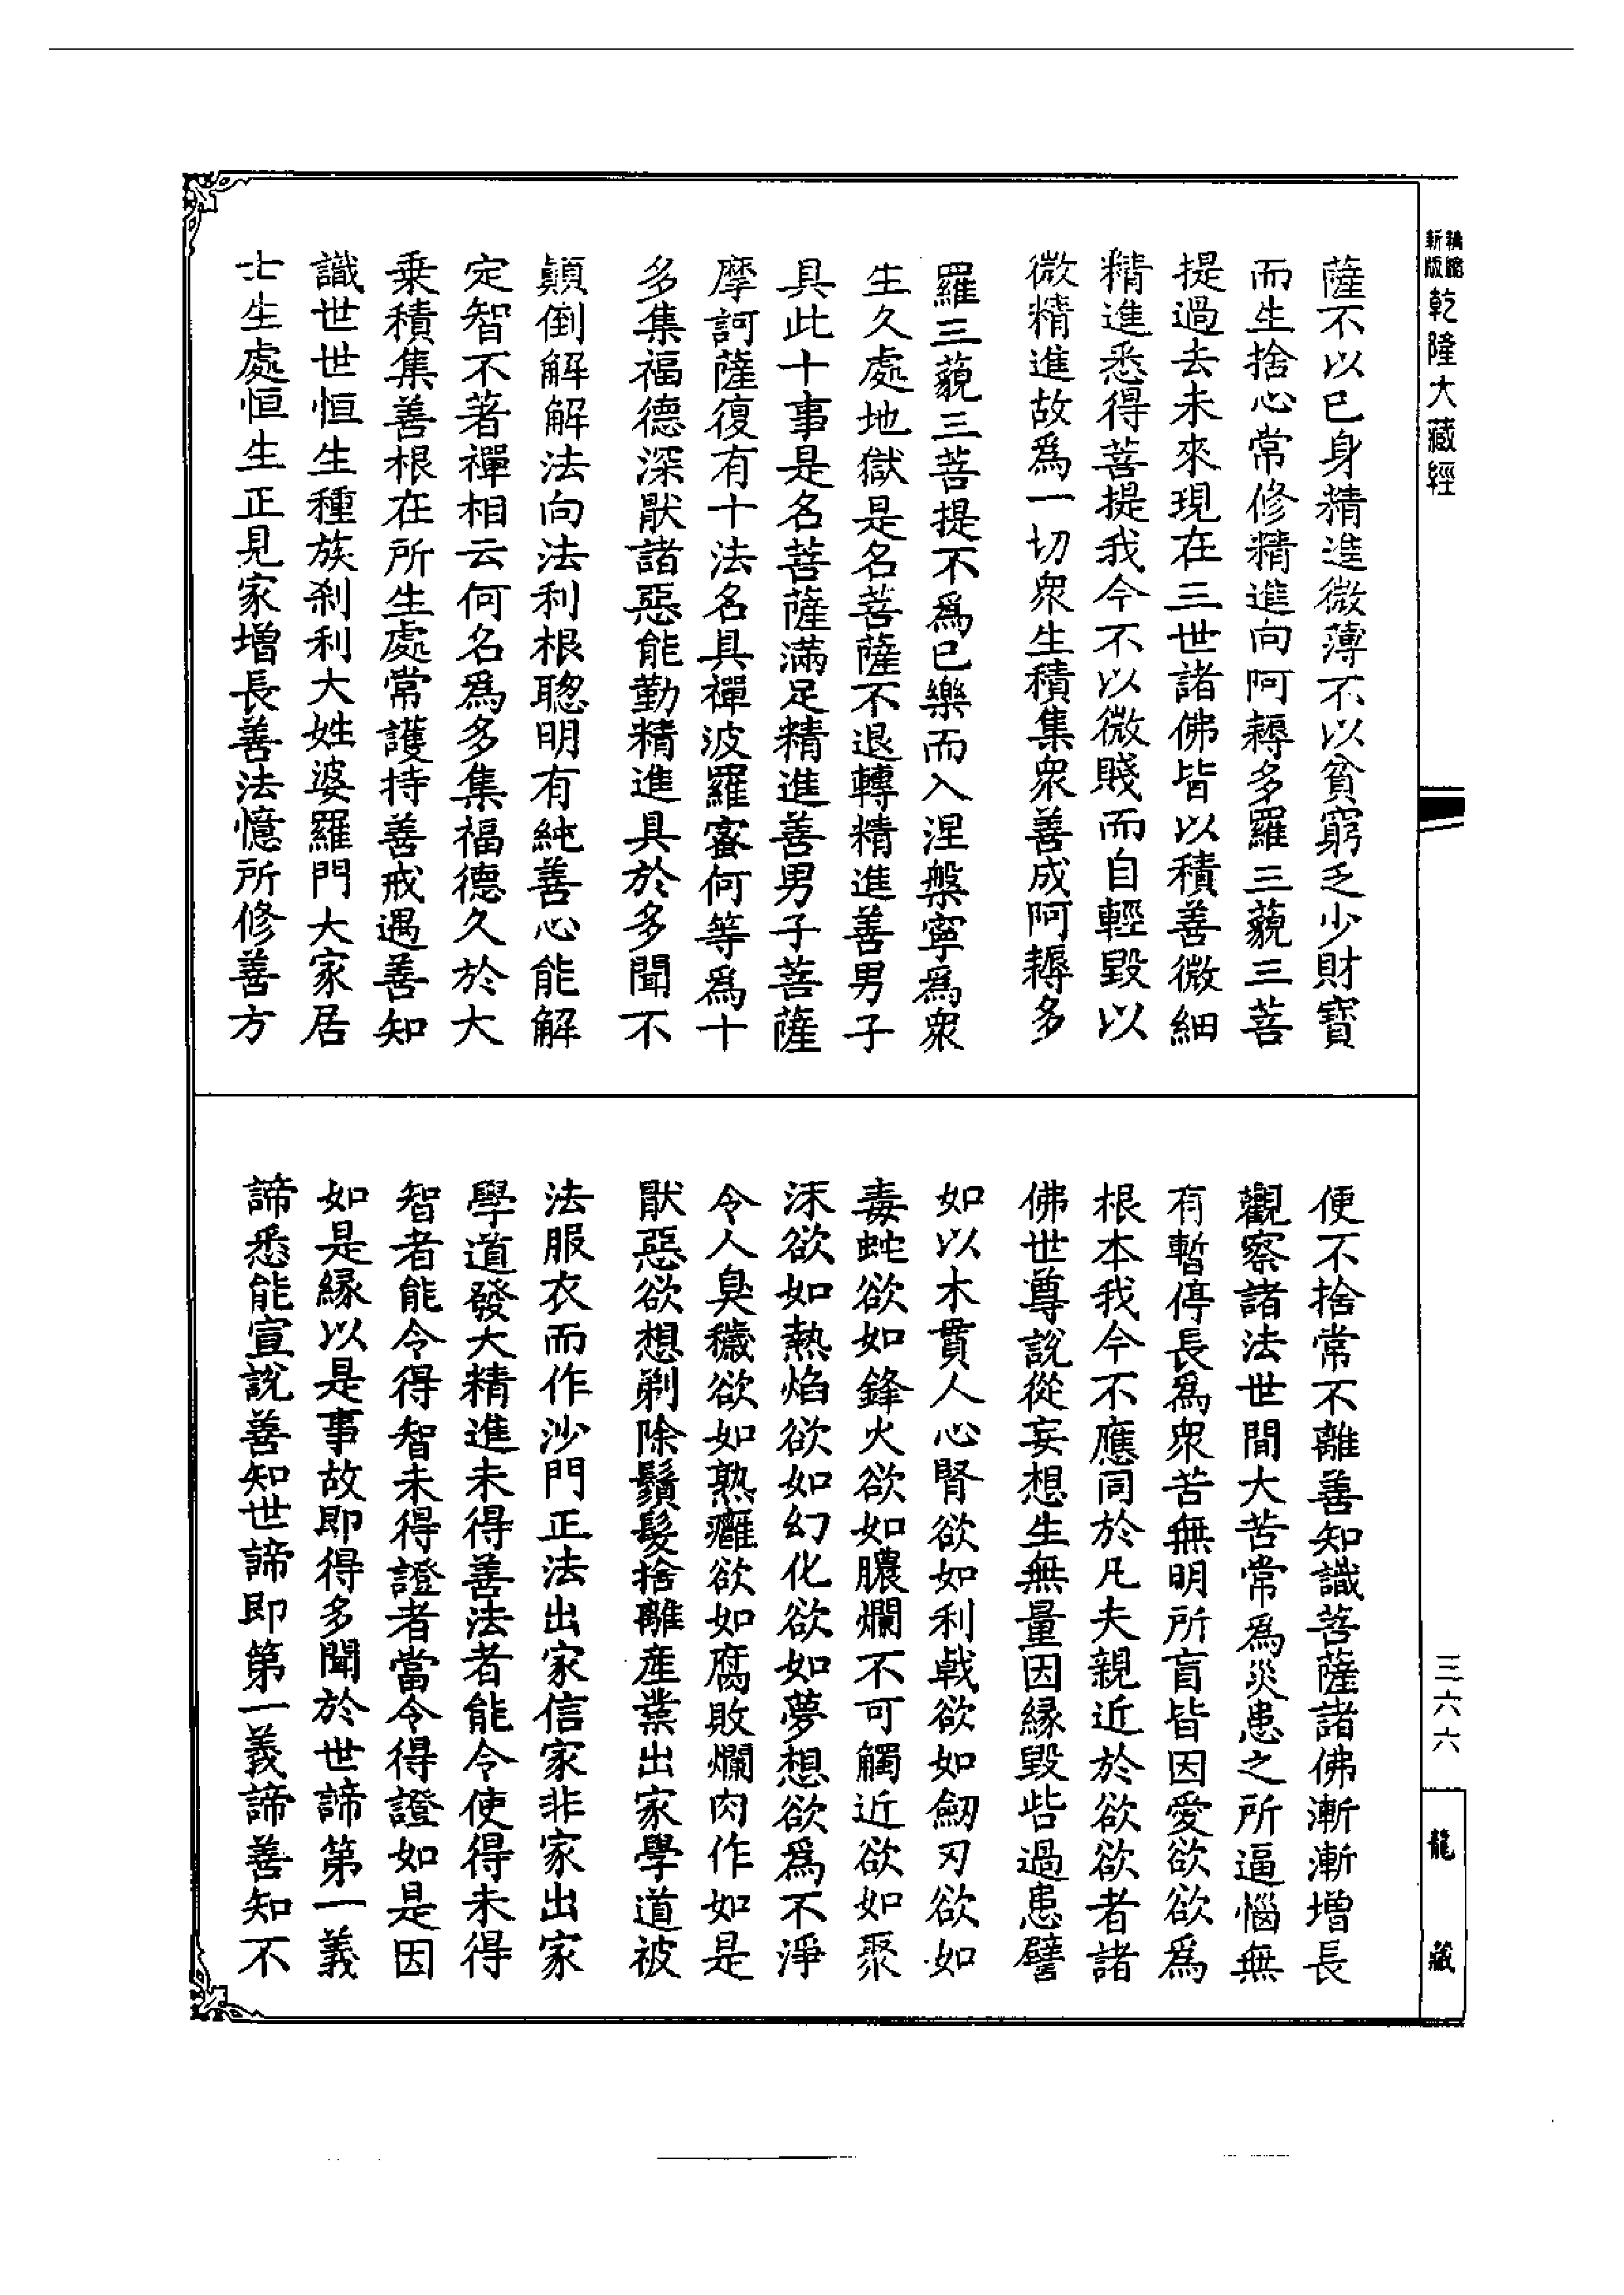 新版精縮
乾隆大藏經
薩不以已身精進微薄不以貧窮乏少財寶
而生捨心常修精進向阿耨多羅三藐三菩
提過去未來現在三世諸佛皆以積善微細
精進悉得菩提我今不以微賤而自輕毀以
微精進故爲一切衆生積集衆善成阿耨多
羅三藐三菩提不爲已樂而入涅槃寧爲衆
生久處地獄是名菩薩不退轉精進善男子
具此十事是名菩薩滿足精進善男子菩薩
摩訶薩復有十法名具禪波羅蜜何等爲十
多集福德深猒諸惡能勤精進具於多聞不
顛倒解解法向法利根聰明有純善心能解
定智不著禪相云何名爲多集福德久於大
乗積集善根在所生處常護持善戒遇善知
識世世恒生種族刹利大姓婆羅門大家居
士生處恒生正見家增長善法憶所修善方
便不捨常不離善知識菩薩諸佛漸漸增長
觀察諸法世間大苦常爲災患之所逼惱無
有暫停長爲衆苦無明所盲皆因愛欲欲爲
根本我今不應同於凡夫親近於欲欲者諸
佛世尊說從妄想生無量因緣毀呰過患譬
如以木貫人心腎欲如利戟欲如劒刃欲如
毒蛇欲如鋒火欲如膿爛不可觸近欲如聚
沫欲如熱焰欲如幻化欲如夢想欲爲不淨
令人臭穢欲如熟癰欲如腐敗爛肉作如是
猒惡欲想剃除鬚髮捨離産業出家學道被
法服衣而作沙門正法出家信家非家出家
學道發大精進未得善法者能令使得未得
智者能令得智未得證者當令得證如是因
如是緣以是事故即得多聞於世諦第一義
諦悉能宣說善知世諦即第一義諦善知不
三六六
龍藏